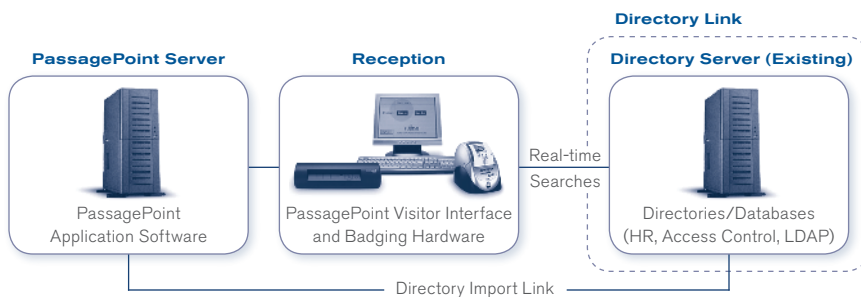 Directory Link
PassagePoint Server
Reception
Directory Server (Existing)
PassagePoint
Application Software
PassagePoint Visitor Interface
and Badging Hardware
Real-time
Searches
Directories/Databases
(HR, Access Control, LDAP)
Directory Import Link